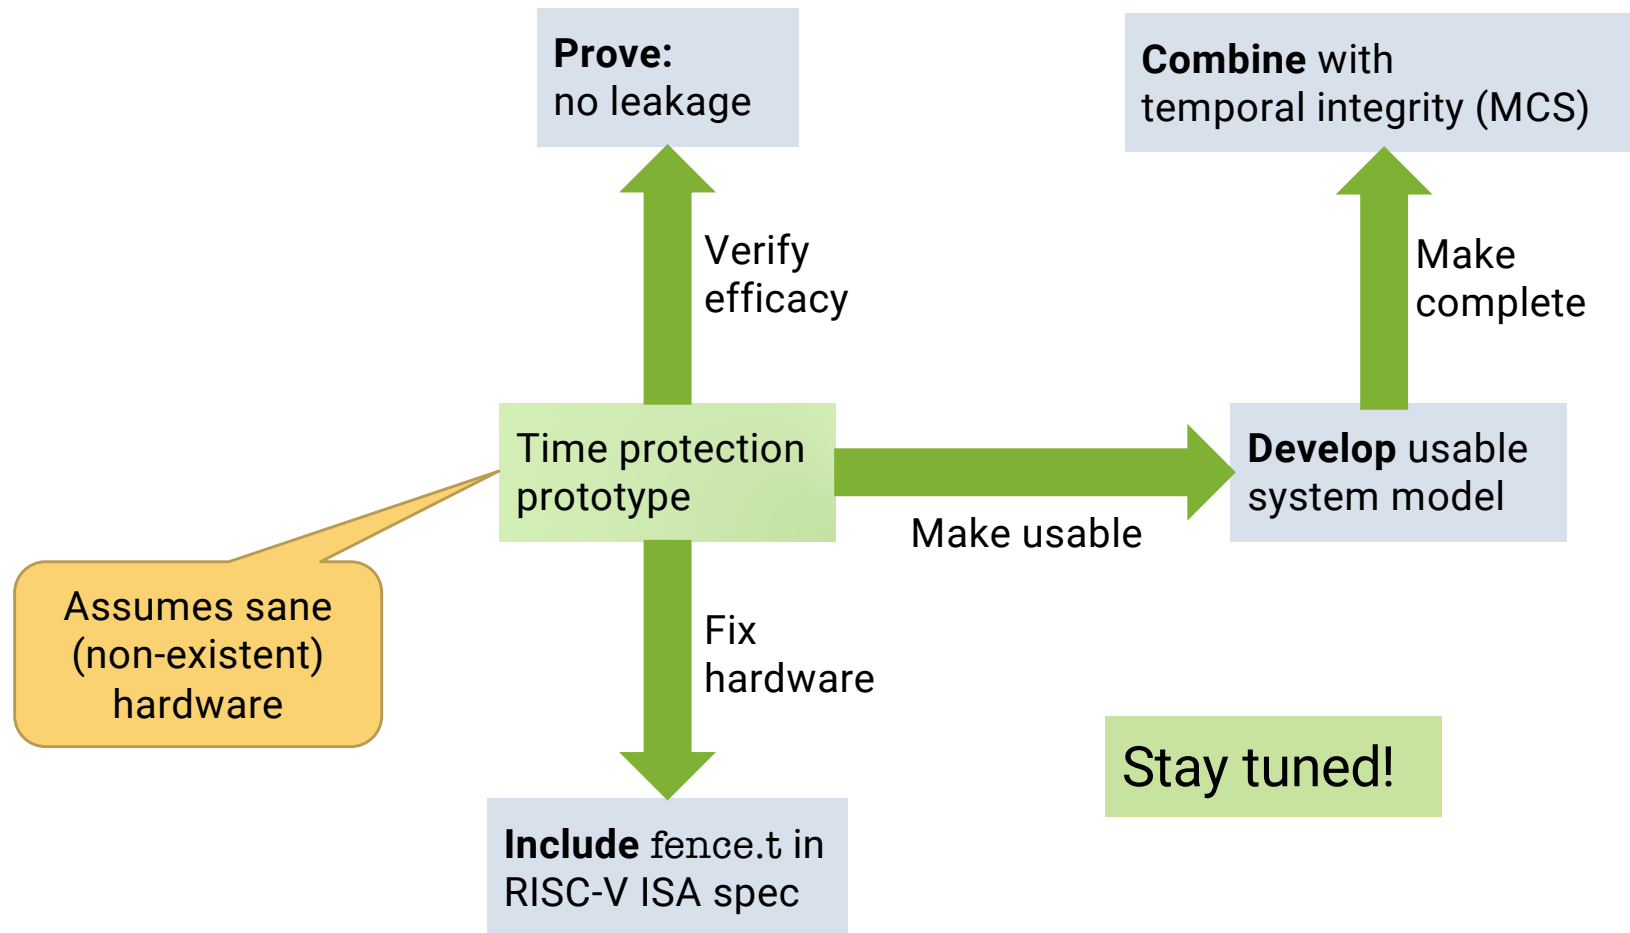 Prove:
no leakage
Combine with
temporal integrity (MCS)
Verify
efficacy
Make
complete
Time protection
prototype
Develop usable
system model
Make usable
Assumes sane
(non-existent)
hardware
Fix
hardware
Stay tuned!
Include fence.t in
RISC-V ISA spec